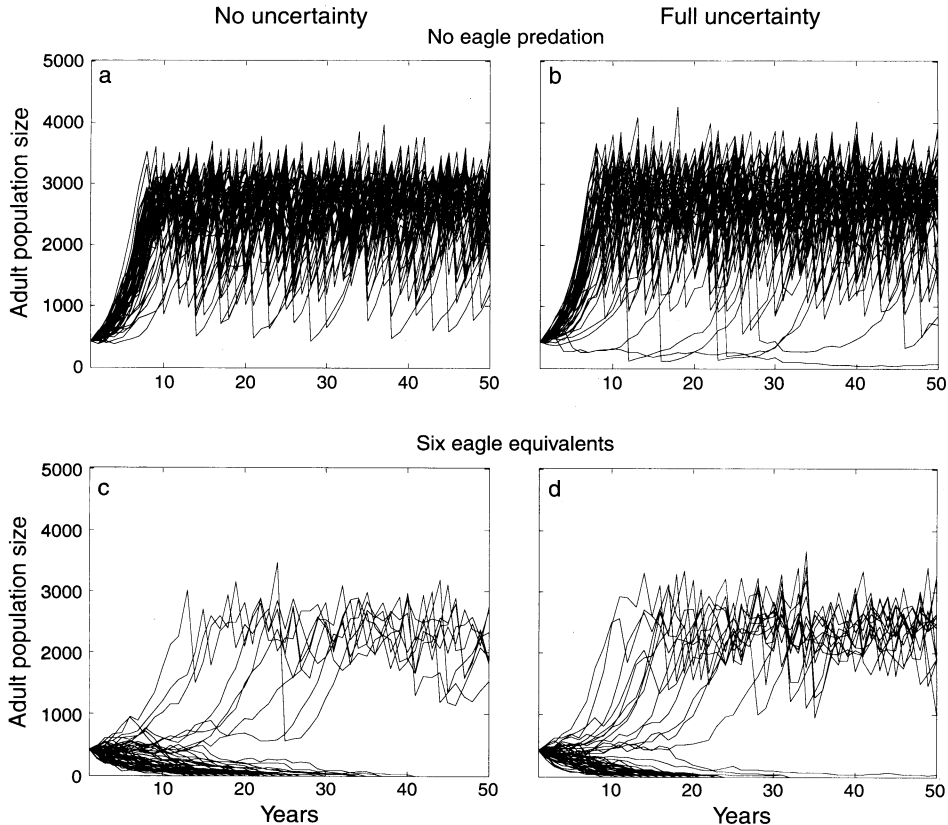 No uncertainty Full uncertainty
No eagle predation
a
b
Adult population size
5000
4000
3000
2000
1000
0
10 20 30 40 50
10 20 30 40 50
Six eagle equivalents
c
d
Adult population size
5000
4000
3000
2000
1000
0
10 20 30 40 50
10 20 30 40 50
Years Years